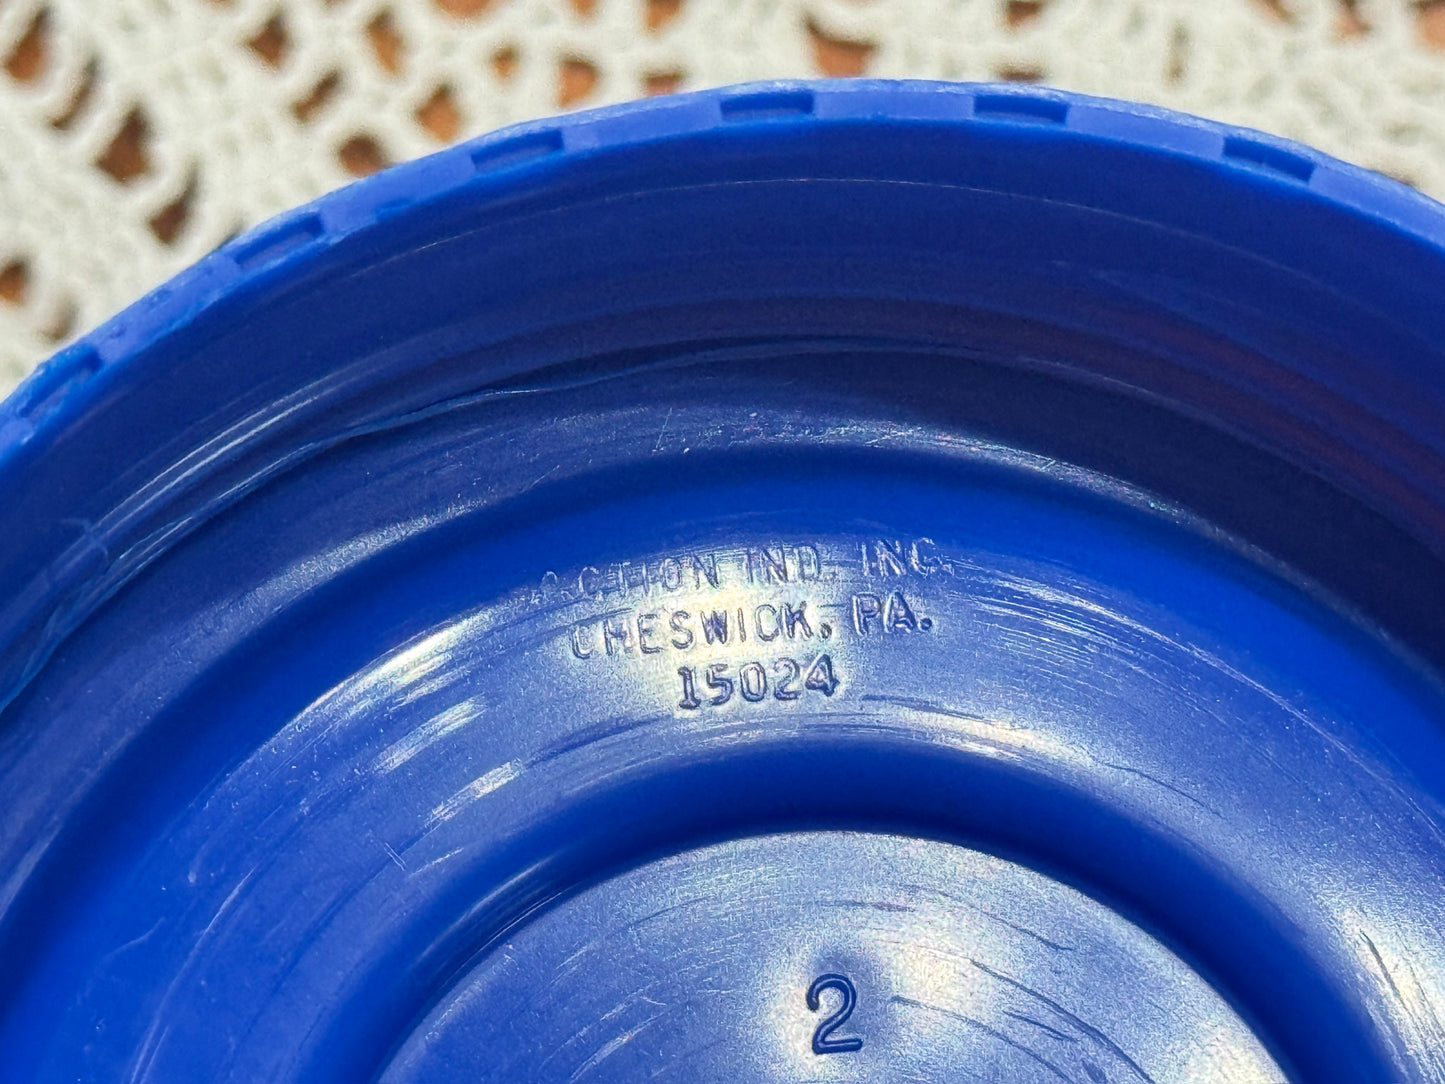 ACTION IND. INC.
CHESWICK, PA.
15024
2